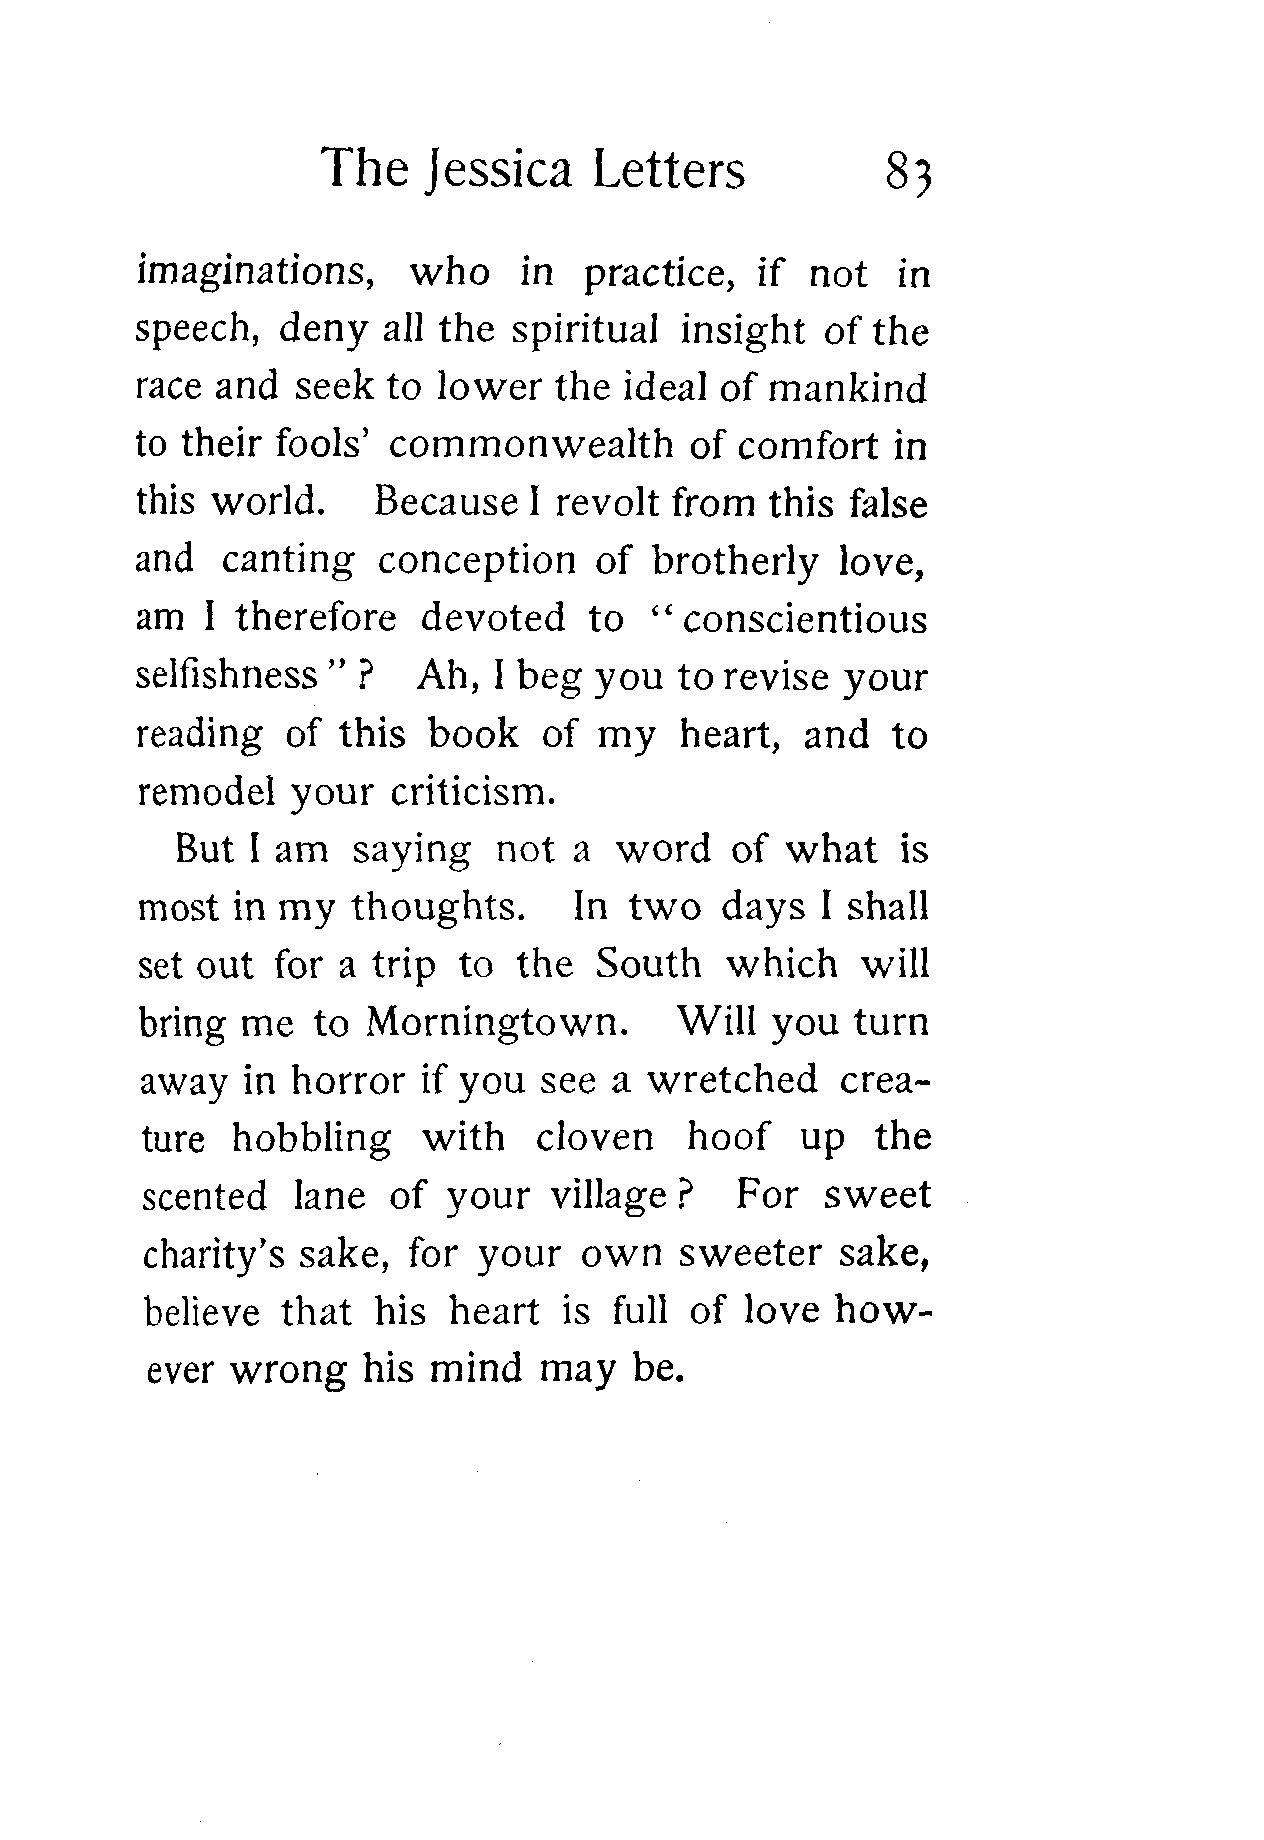 The Jessica Letters 83
imaginations, who in practice, if not in
speech, deny all the spiritual insight of the
race and seek to lower the ideal of mankind
to their fools' commonwealth of comfort in
this world. Because I revolt from this false
and canting conception of brotherly love,
am I therefore devoted to “conscientious
selfishness”? Ah, I beg you to revise your
reading of this book of my heart, and to
remodel your criticism.
But I am saying not a word of what is
most in my thoughts. In two days I shall
set out for a trip to the South which will
bring me to Morningtown. Will you turn
away in horror if you see a wretched crea-
ture hobbling with cloven hoof up the
scented lane of your village? For sweet
charity's sake, for your own sweeter sake,
believe that his heart is full of love how-
ever wrong his mind may be.